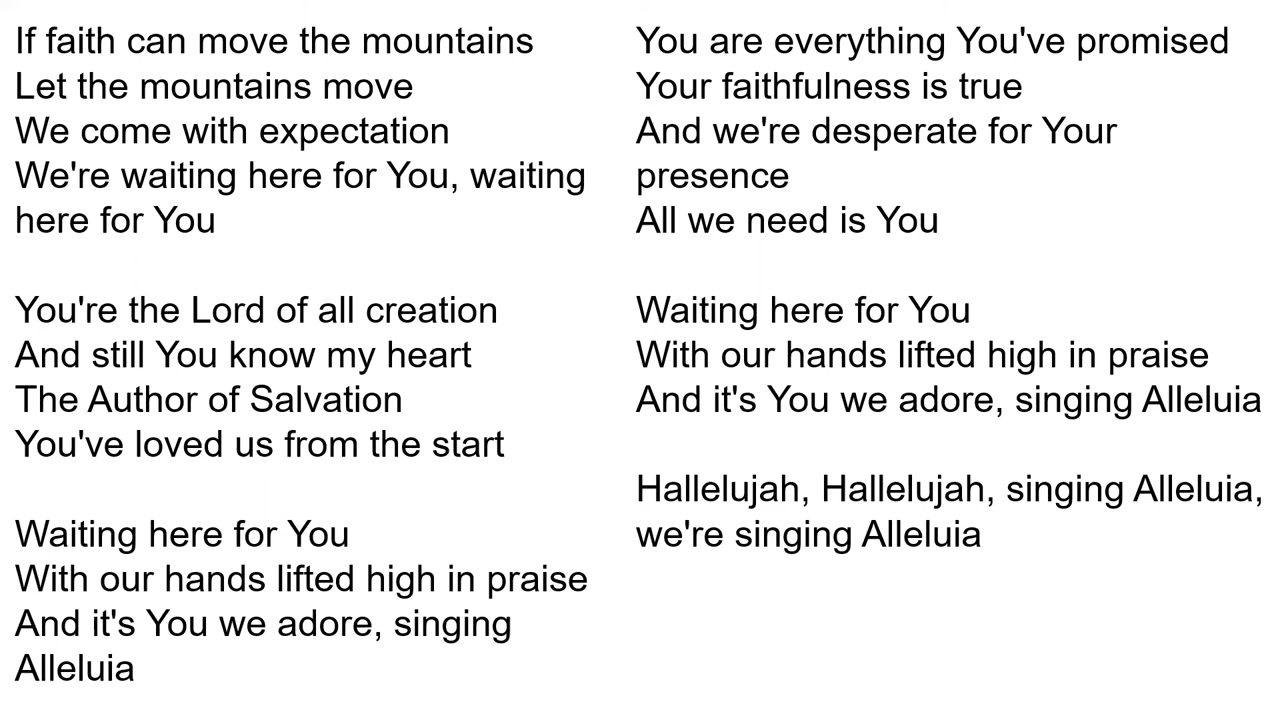 If faith can move the mountains
Let the mountains move
We come with expectation
We're waiting here for You, waiting
here for You

You're the Lord of all creation
And still You know my heart
The Author of Salvation
You've loved us from the start

Waiting here for You
With our hands lifted high in praise
And it's You we adore, singing
Alleluia

You are everything You've promised
Your faithfulness is true
And we're desperate for Your
presence
All we need is You

Waiting here for You
With our hands lifted high in praise
And it's You we adore, singing Alleluia

Hallelujah, Hallelujah, singing Alleluia,
we're singing Alleluia